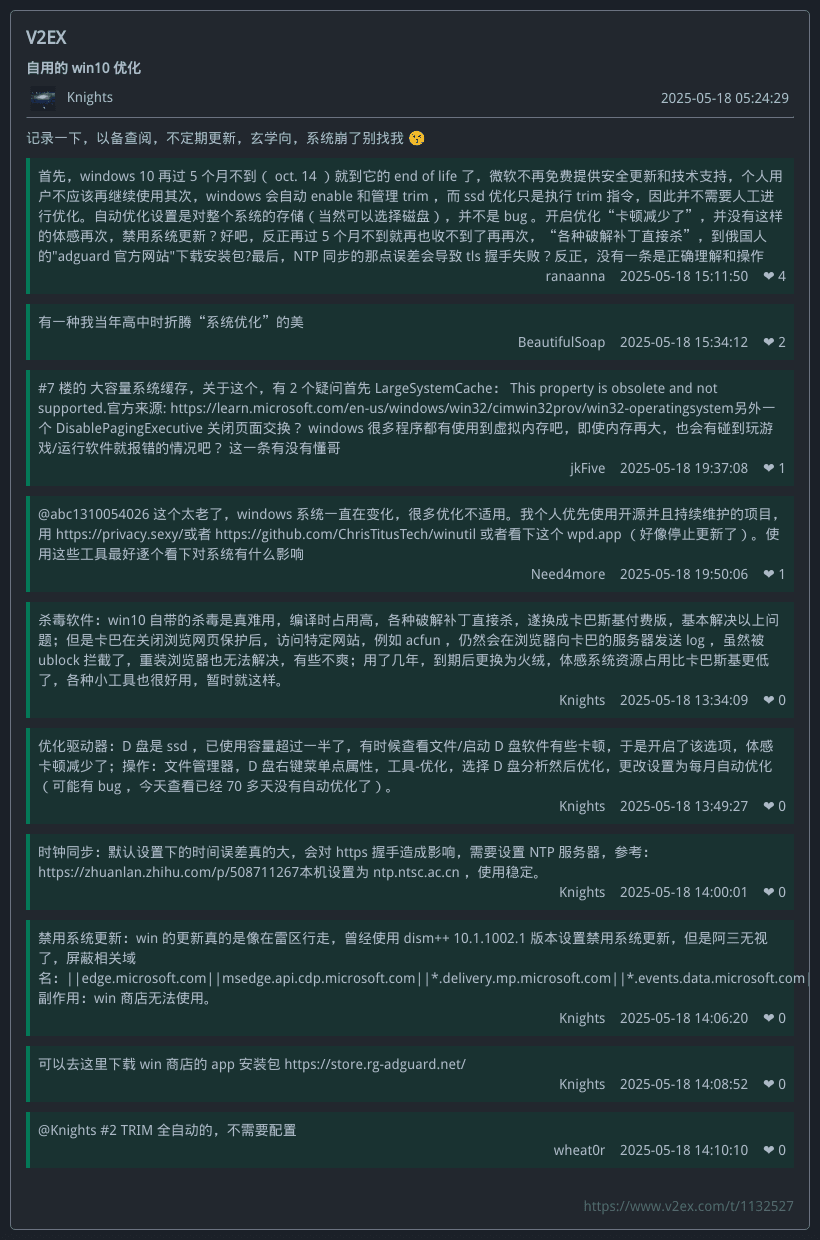 V2EX
自用的 win10 优化
Knights 2025-05-18 05:24:29
记录一下，以备查阅，不定期更新，玄学向，系统崩了别找我 😚
首先，windows 10 再过 5 个月不到（ oct. 14 ）就到它的 end of life 了，微软不再免费提供安全更新和技术支持，个人用
户不应该再继续使用其次，windows 会自动 enable 和管理 trim ，而 ssd 优化只是执行 trim 指令，因此并不需要人工进
行优化。自动优化设置是对整个系统的存储（当然可以选择磁盘），并不是 bug 。开启优化“卡顿减少了”，并没有这样
的体感再次，禁用系统更新？好吧，反正再过 5 个月不到就再也收不到了再再次，“各种破解补丁直接杀”，到俄国人
的"adguard 官方网站"下载安装包?最后，NTP 同步的那点误差会导致 tls 握手失败？反正，没有一条是正确理解和操作
ranaanna 2025-05-18 15:11:50 ❤ 4
有一种我当年高中时折腾“系统优化”的美
BeautifulSoap 2025-05-18 15:34:12 ❤ 2
#7 楼的 大容量系统缓存，关于这个，有 2 个疑问首先 LargeSystemCache： This property is obsolete and not
supported.官方来源: https://learn.microsoft.com/en-us/windows/win32/cimwin32prov/win32-operatingsystem另外一
个 DisablePagingExecutive 关闭页面交换？ windows 很多程序都有使用到虚拟内存吧，即使内存再大，也会有碰到玩游
戏/运行软件就报错的情况吧？ 这一条有没有懂哥
jkFive 2025-05-18 19:37:08 ❤ 1
@abc1310054026 这个太老了，windows 系统一直在变化，很多优化不适用。我个人优先使用开源并且持续维护的项目，
用 https://privacy.sexy/或者 https://github.com/ChrisTitusTech/winutil 或者看下这个 wpd.app （好像停止更新了）。使
用这些工具最好逐个看下对系统有什么影响
Need4more 2025-05-18 19:50:06 ❤ 1
杀毒软件：win10 自带的杀毒是真难用，编译时占用高，各种破解补丁直接杀，遂换成卡巴斯基付费版，基本解决以上问
题；但是卡巴在关闭浏览网页保护后，访问特定网站，例如 acfun ，仍然会在浏览器向卡巴的服务器发送 log ，虽然被
ublock 拦截了，重装浏览器也无法解决，有些不爽；用了几年，到期后更换为火绒，体感系统资源占用比卡巴斯基更低
了，各种小工具也很好用，暂时就这样。
Knights 2025-05-18 13:34:09 ❤ 0
优化驱动器：D 盘是 ssd ，已使用容量超过一半了，有时候查看文件/启动 D 盘软件有些卡顿，于是开启了该选项，体感
卡顿减少了；操作：文件管理器，D 盘右键菜单点属性，工具-优化，选择 D 盘分析然后优化，更改设置为每月自动优化
（可能有 bug ，今天查看已经 70 多天没有自动优化了）。
Knights 2025-05-18 13:49:27 ❤ 0
时钟同步：默认设置下的时间误差真的大，会对 https 握手造成影响，需要设置 NTP 服务器，参考：
https://zhuanlan.zhihu.com/p/508711267本机设置为 ntp.ntsc.ac.cn ，使用稳定。
Knights 2025-05-18 14:00:01 ❤ 0
禁用系统更新：win 的更新真的是像在雷区行走，曾经使用 dism++ 10.1.1002.1 版本设置禁用系统更新，但是阿三无视
了，屏蔽相关域
名：||edge.microsoft.com||msedge.api.cdp.microsoft.com||*.delivery.mp.microsoft.com||*.events.data.microsoft.com|
副作用：win 商店无法使用。
Knights 2025-05-18 14:06:20 ❤ 0
可以去这里下载 win 商店的 app 安装包 https://store.rg-adguard.net/
Knights 2025-05-18 14:08:52 ❤ 0
@Knights #2 TRIM 全自动的，不需要配置
wheat0r 2025-05-18 14:10:10 ❤ 0
https://www.v2ex.com/t/1132527